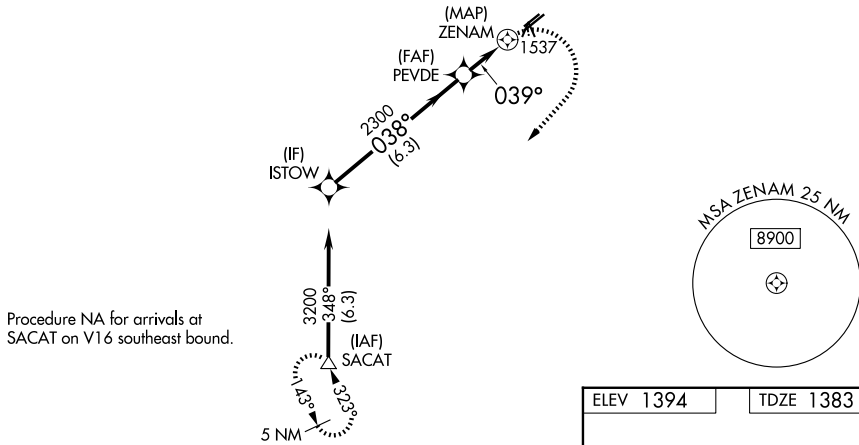 (MAP)
ZENAM
1537
(FAF)
PEVDE
039°
2300
038°
(6.3)
(IF)
ISTOW
MSA ZENAM 25 NM
8900
3200
348°
(6.3)
Procedure NA for arrivals at
SACAT on V16 southeast bound.
(IAF)
SACAT
143°
323°
5 NM
ELEV 1394
TDZE 1383